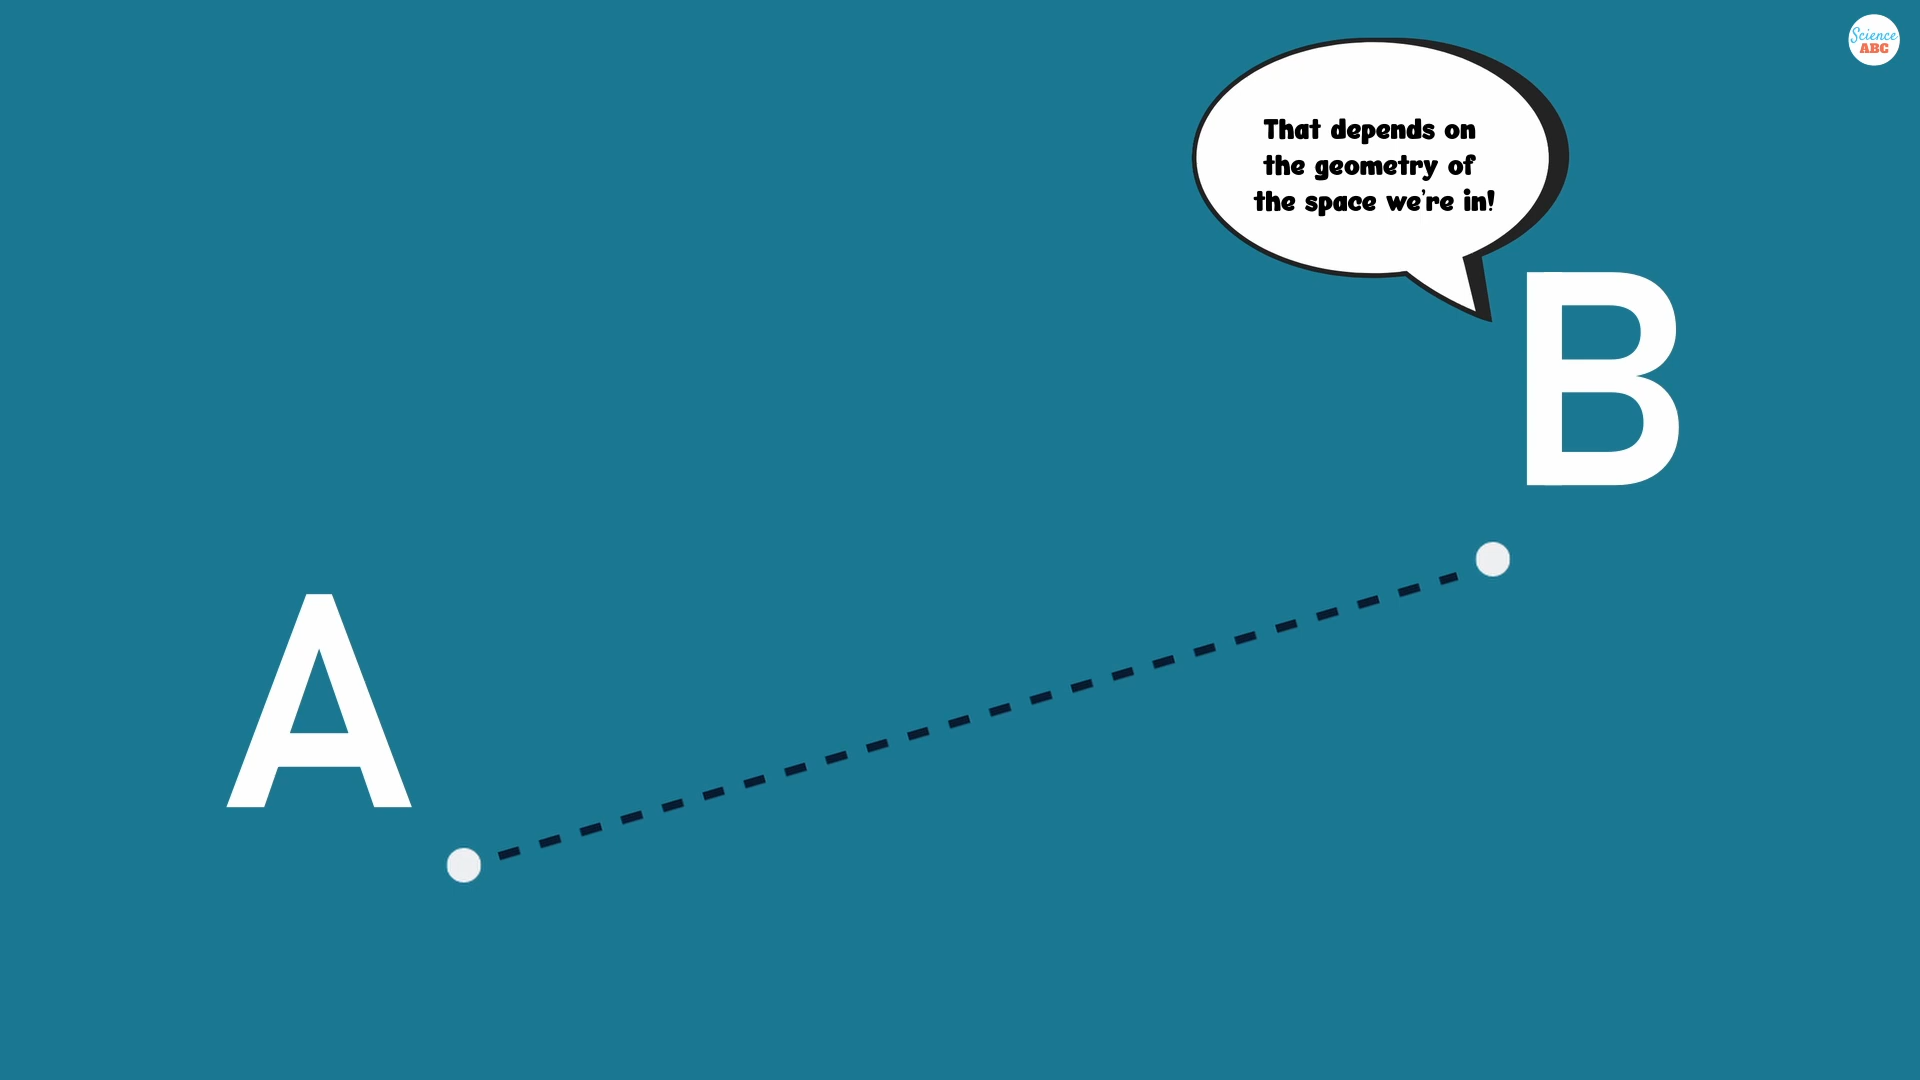 Science
ABC
That depends on
the geometry of
the space we're in!
B
A